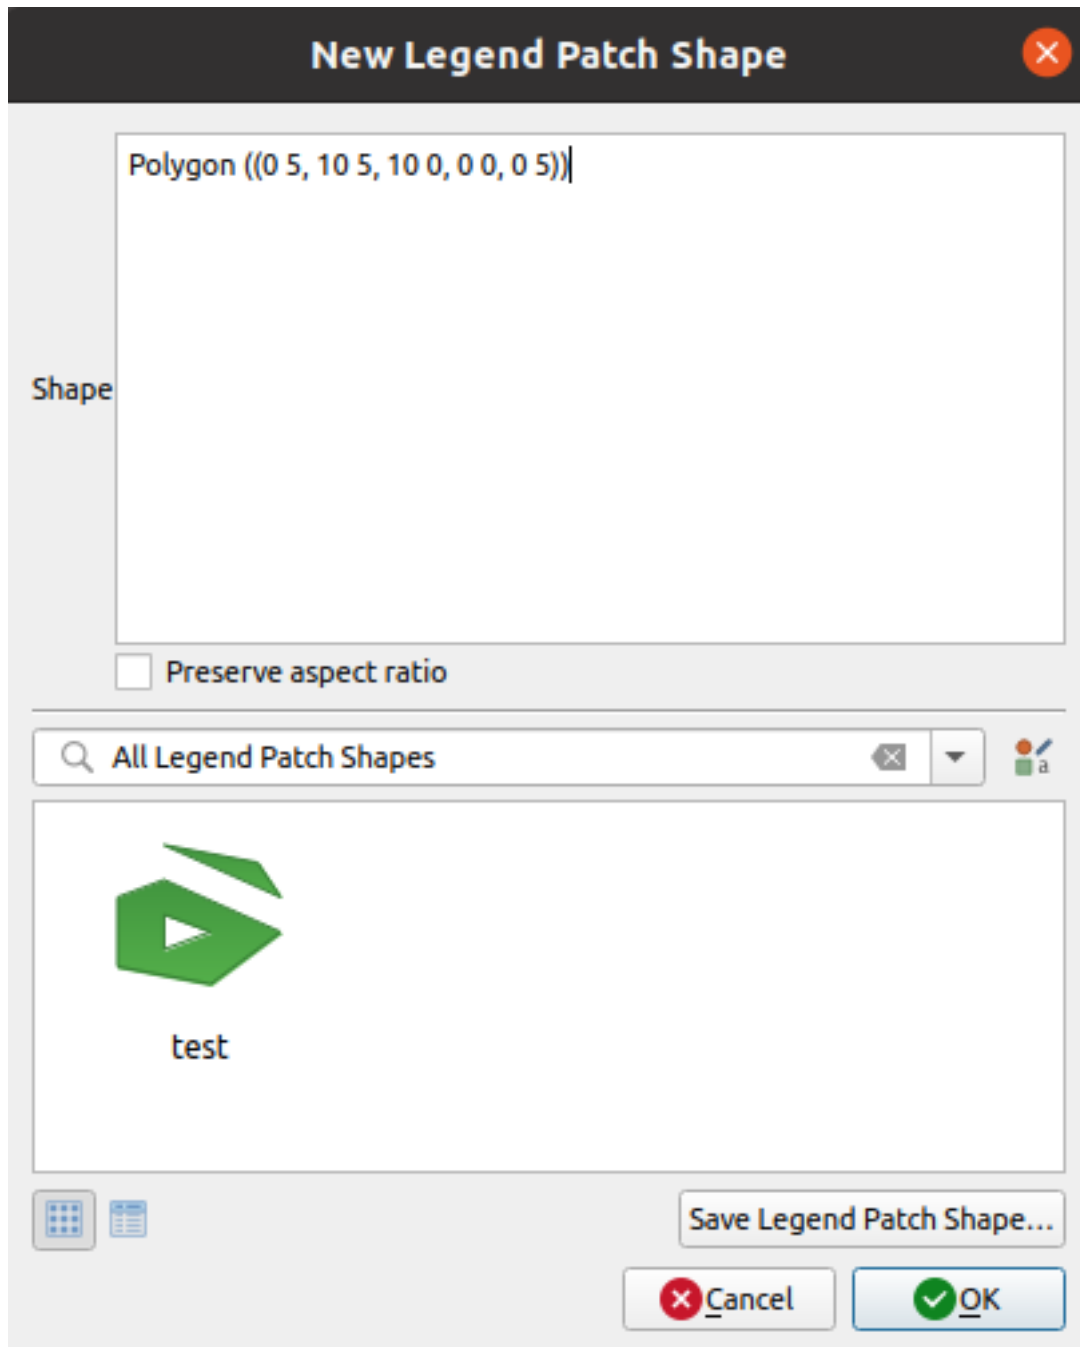 New Legend Patch Shape
Polygon ((0 5, 10 5, 10 0, 0 0, 0 5))
Shape
Preserve aspect ratio
All Legend Patch Shapes
a
test
Save Legend Patch Shape...
Cancel
OK